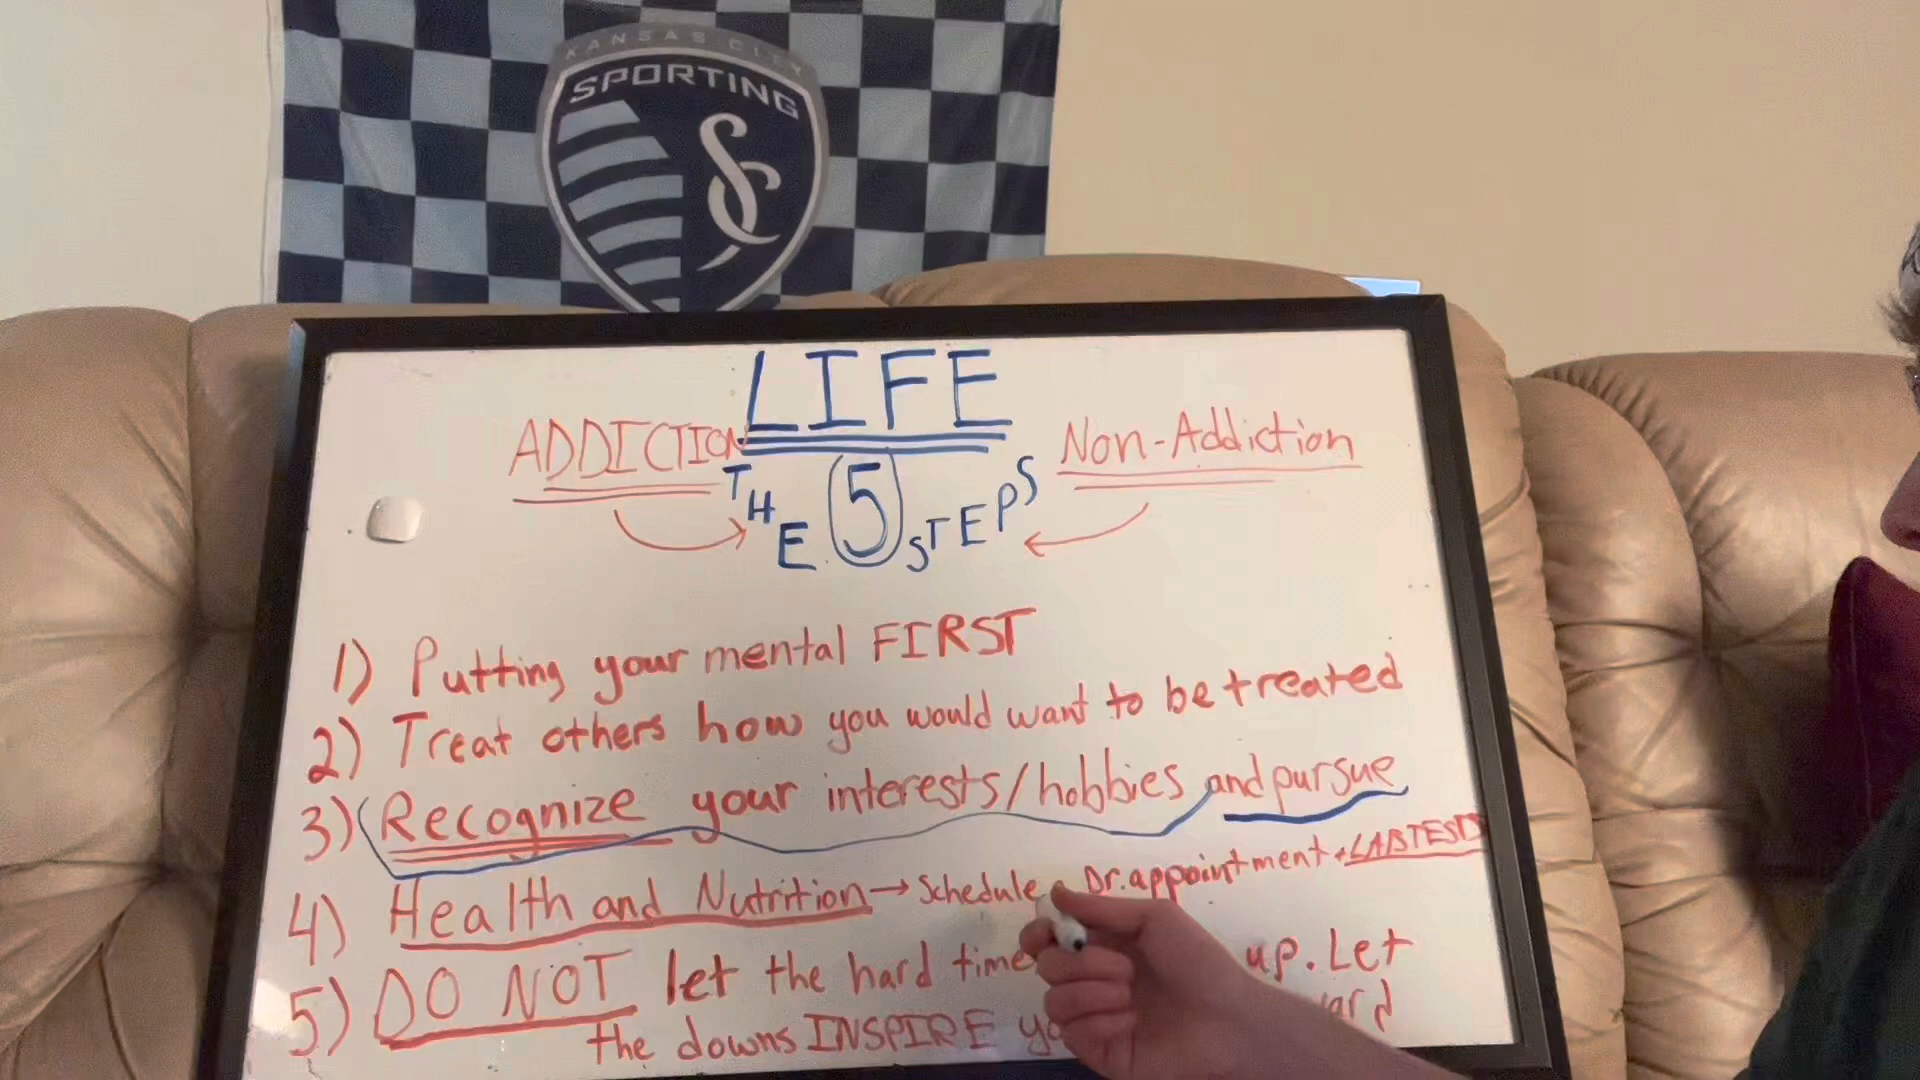 KANSAS CITY
SPORTING
SC
LIFE
ADDICTION
Non-Addiction
THE 5 STEPS
1) Putting your mental FIRST
2) Treat others how you would want to be treated
3) (Recognize your interests/hobbies and pursue
4) Health and Nutrition → Schedule a Dr. appointment + LABTESTS
5) DO NOT let the hard time up. Let
the downs INSPIRE